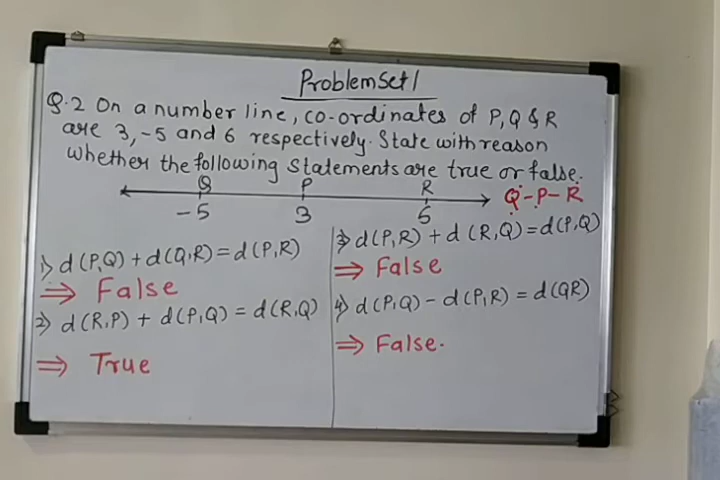 Problem Set 1
Q.2 On a number line, co-ordinates of P, Q & R
are 3, -5 and 6 respectively. State with reason
whether the following Statements are true or false.
Q P R
Q-P-R
-5 3 6
1) d(P,Q) + d(Q,R) = d(P,R)
⇒ False
2) d(R,P) + d(P,Q) = d(R,Q)
⇒ True
3) d(P,R) + d(R,Q) = d(P,Q)
⇒ False
4) d(P,Q) - d(P,R) = d(QR)
⇒ False.